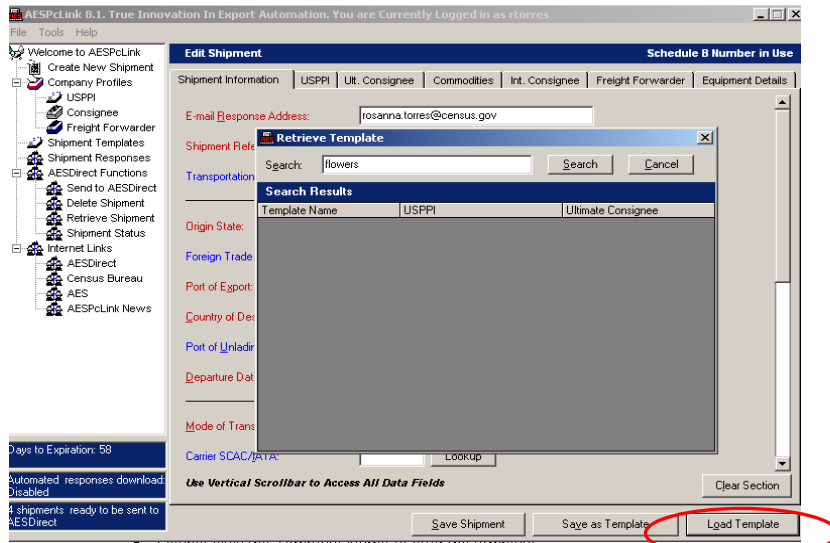 AESPcLink 8.1. True Innovation In Export Automation. You are Currently Logged in as rtorres
File Tools Help
Welcome to AESPcLink
Create New Shipment
Company Profiles
USPPI
Consignee
Freight Forwarder
Shipment Templates
Shipment Responses
AESDirect Functions
Send to AESDirect
Delete Shipment
Retrieve Shipment
Shipment Status
Internet Links
AESDirect
Census Bureau
AES
AESPcLink News
Days to Expiration: 58
Automated responses download:
Disabled
4 shipments ready to be sent to
AESDirect
Edit Shipment Schedule B Number in Use
Shipment Information USPPI Ult. Consignee Commodities Int. Consignee Freight Forwarder Equipment Details
E-mail Response Address: rosanna.torres@census.gov
Shipment Refe
Transportation
Origin State:
Foreign Trade
Port of Export:
Country of Des
Port of Unladin
Departure Dat
Mode of Trans
Carrier SCAC/IATA: Lookup
Retrieve Template
Search: flowers Search Cancel
Search Results
Template Name USPPI Ultimate Consignee
Use Vertical Scrollbar to Access All Data Fields
Clear Section
Save Shipment Save as Template Load Template